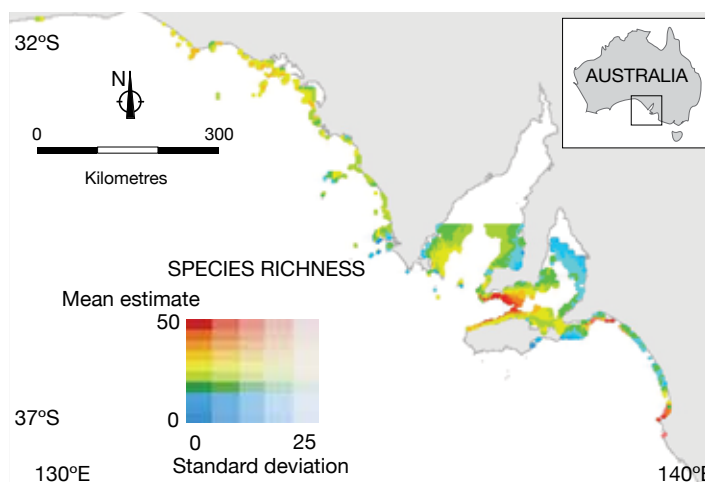 32ºS
N
0 300
Kilometres
AUSTRALIA
SPECIES RICHNESS
Mean estimate
50
0
0 25
Standard deviation
37ºS
130ºE 140ºE